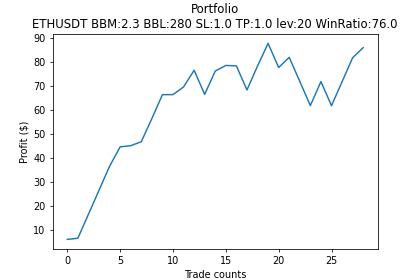 Portfolio
ETHUSDT BBM:2.3 BBL:280 SL:1.0 TP:1.0 lev:20 WinRatio:76.0
90
80
70
60
50
40
30
20
10
Profit ($)
0 5 10 15 20 25
Trade counts